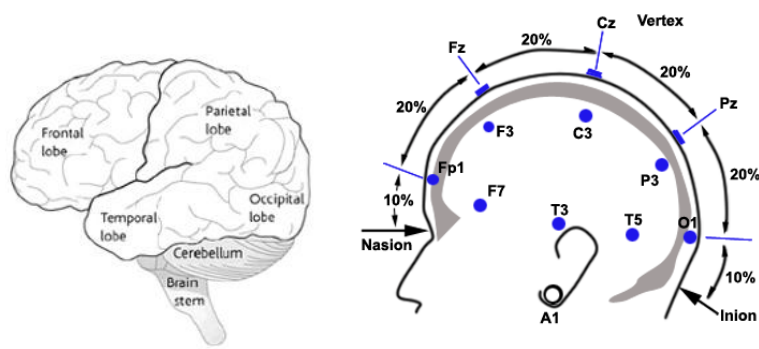 Frontal
lobe
Parietal
lobe
Temporal
lobe
Occipital
lobe
Cerebellum
Brain
stem
Cz
Vertex
20%
Fz
20%
20%
Pz
20%
F3
C3
Fp1
P3
20%
10%
F7
T3
T5
O1
Nasion
10%
A1
Inion